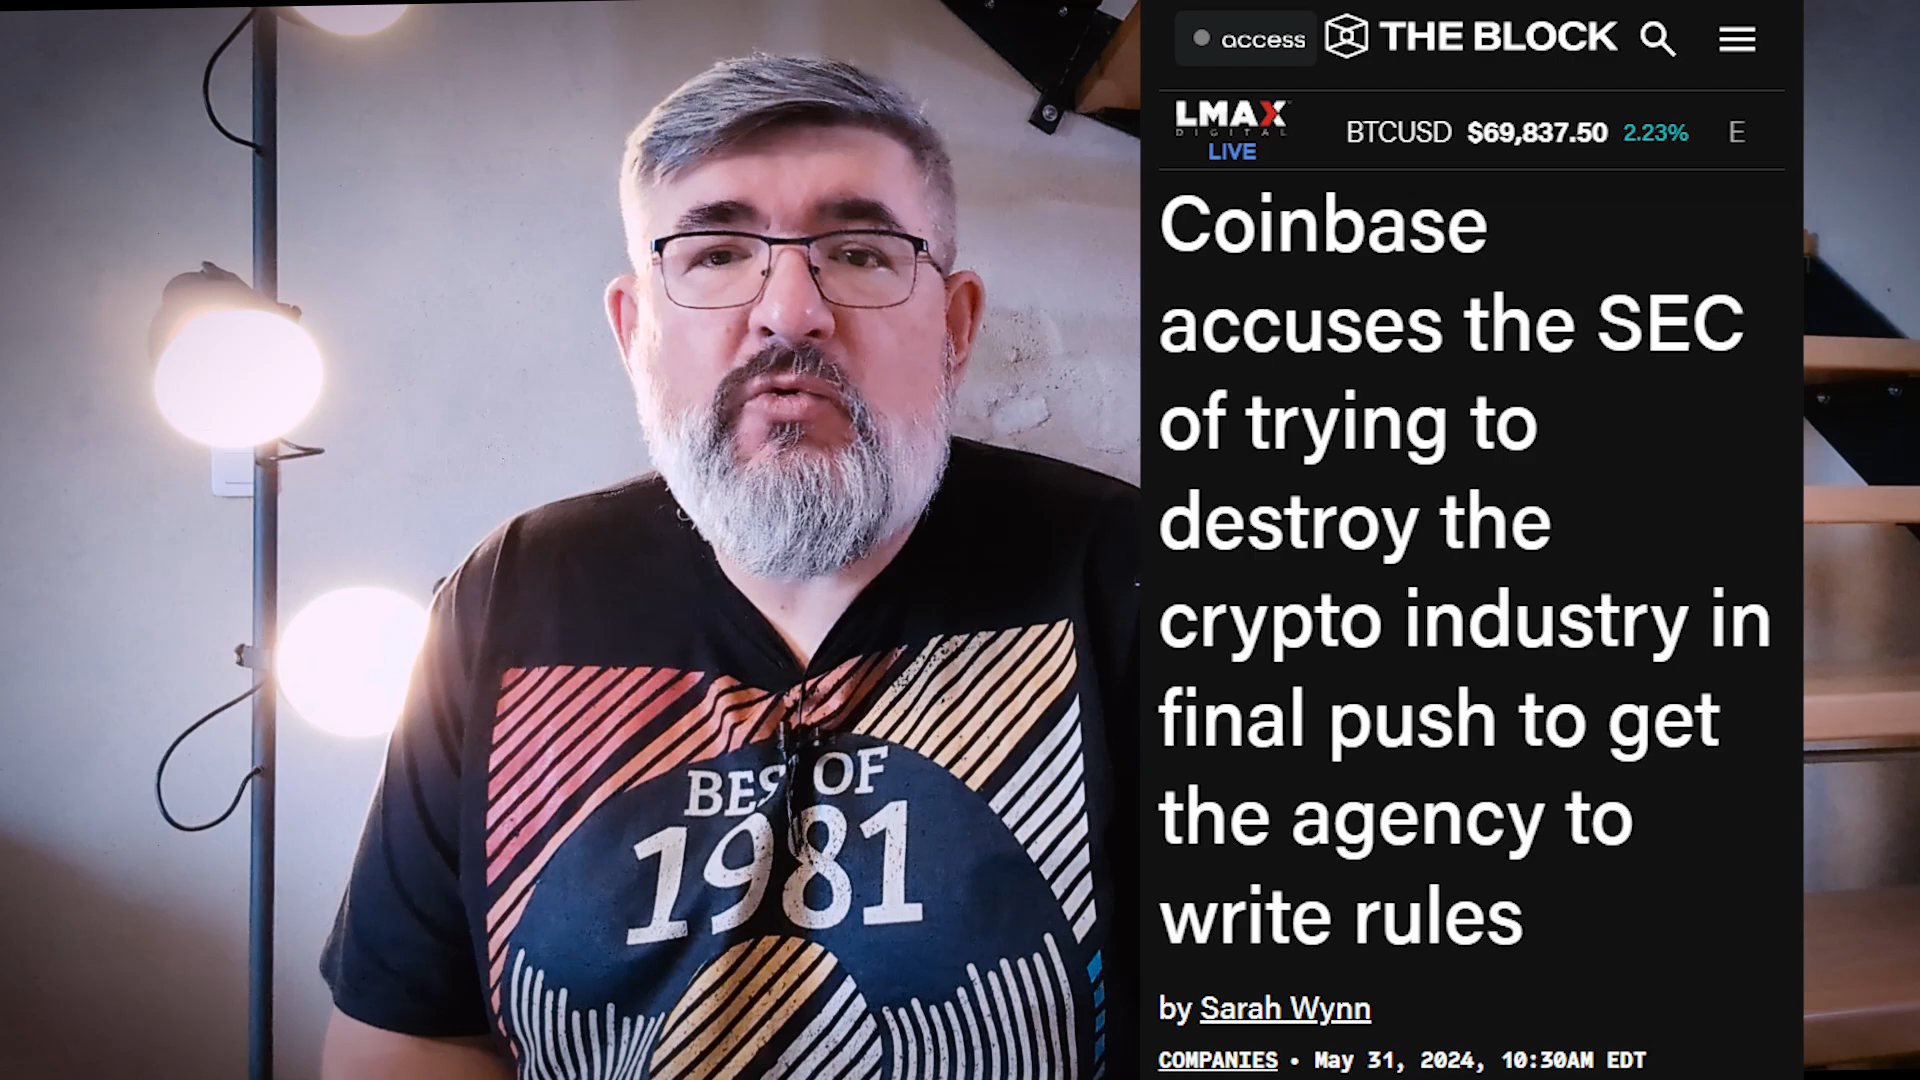 access THE BLOCK
LMAX
DIGITAL
LIVE
BTCUSD $69,837.50 2.23% E
Coinbase
accuses the SEC
of trying to
destroy the
crypto industry in
final push to get
the agency to
write rules
by Sarah Wynn
COMPANIES • May 31, 2024, 10:30AM EDT
BEST OF
1981